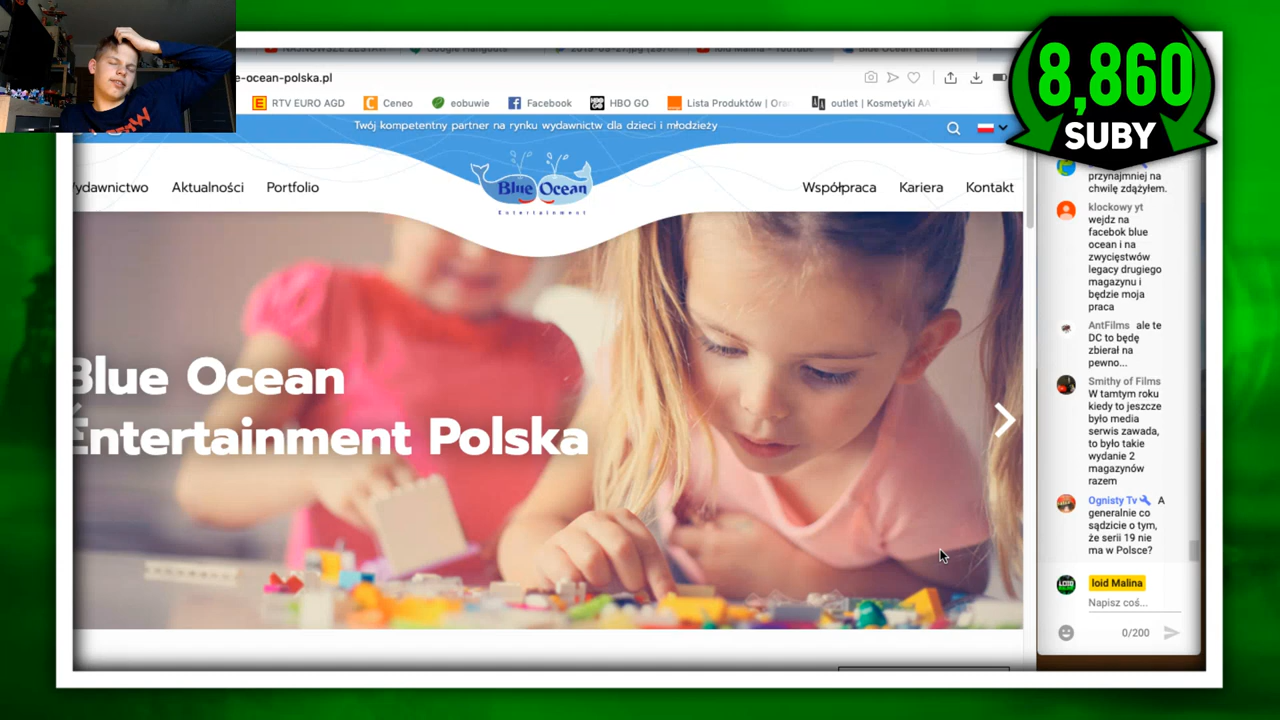 8,860
SUBY
e-ocean-polska.pl
RTV EURO AGD
Ceneo
eobuwie
Facebook
HBO GO
Lista Produktów | Ora
outlet | Kosmetyki AA
Twój kompetentny partner na rynku wydawnictw dla dzieci i młodzieży
ydawnictwo
Aktualności
Portfolio
Blue Ocean
Entertainment
Współpraca
Kariera
Kontakt
Blue Ocean
Entertainment Polska
przynajmniej na
chwilę zdążyłem.
klockowy yt
wejdz na
facebok blue
ocean i na
zwycięstwów
legacy drugiego
magazynu i
będzie moja
praca
AntFilms ale te
DC to będę
zbierał na
pewno...
Smithy of Films
W tamtym roku
kiedy to jeszcze
było media
serwis zawada,
to było takie
wydanie 2
magazynów
razem
Ognisty Tv A
generalnie co
sądzicie o tym,
że serii 19 nie
ma w Polsce?
loid Malina
Napisz coś...
0/200